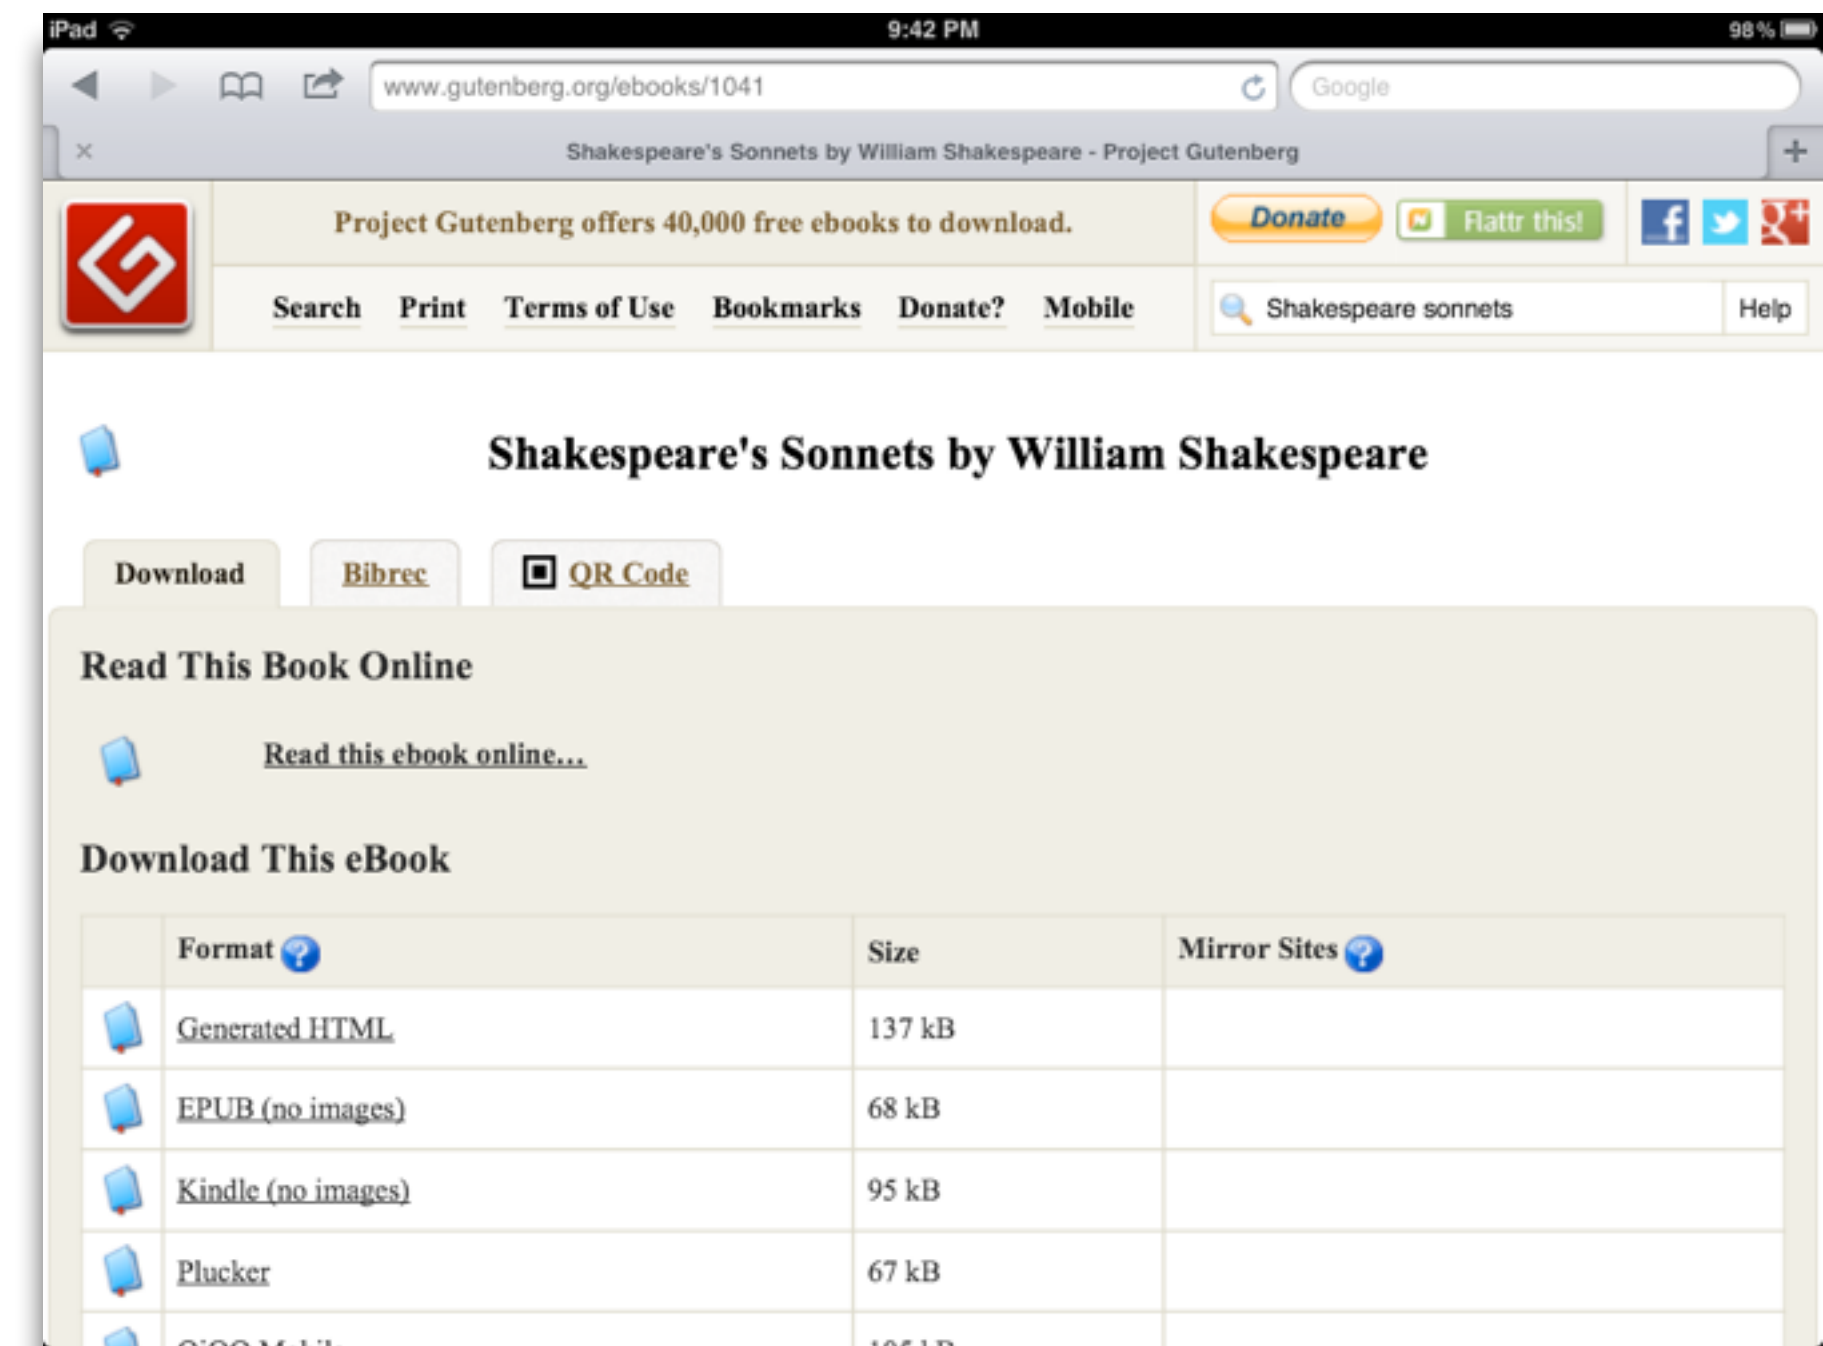 iPad 9:42 PM 98%
www.gutenberg.org/ebooks/1041 Google
Shakespeare's Sonnets by William Shakespeare - Project Gutenberg
Project Gutenberg offers 40,000 free ebooks to download. Donate Flattr this!
Search Print Terms of Use Bookmarks Donate? Mobile Shakespeare sonnets Help
Shakespeare's Sonnets by William Shakespeare
Download Bibrec QR Code
Read This Book Online
Read this ebook online...
Download This eBook
Format Size Mirror Sites
Generated HTML 137 kB
EPUB (no images) 68 kB
Kindle (no images) 95 kB
Plucker 67 kB